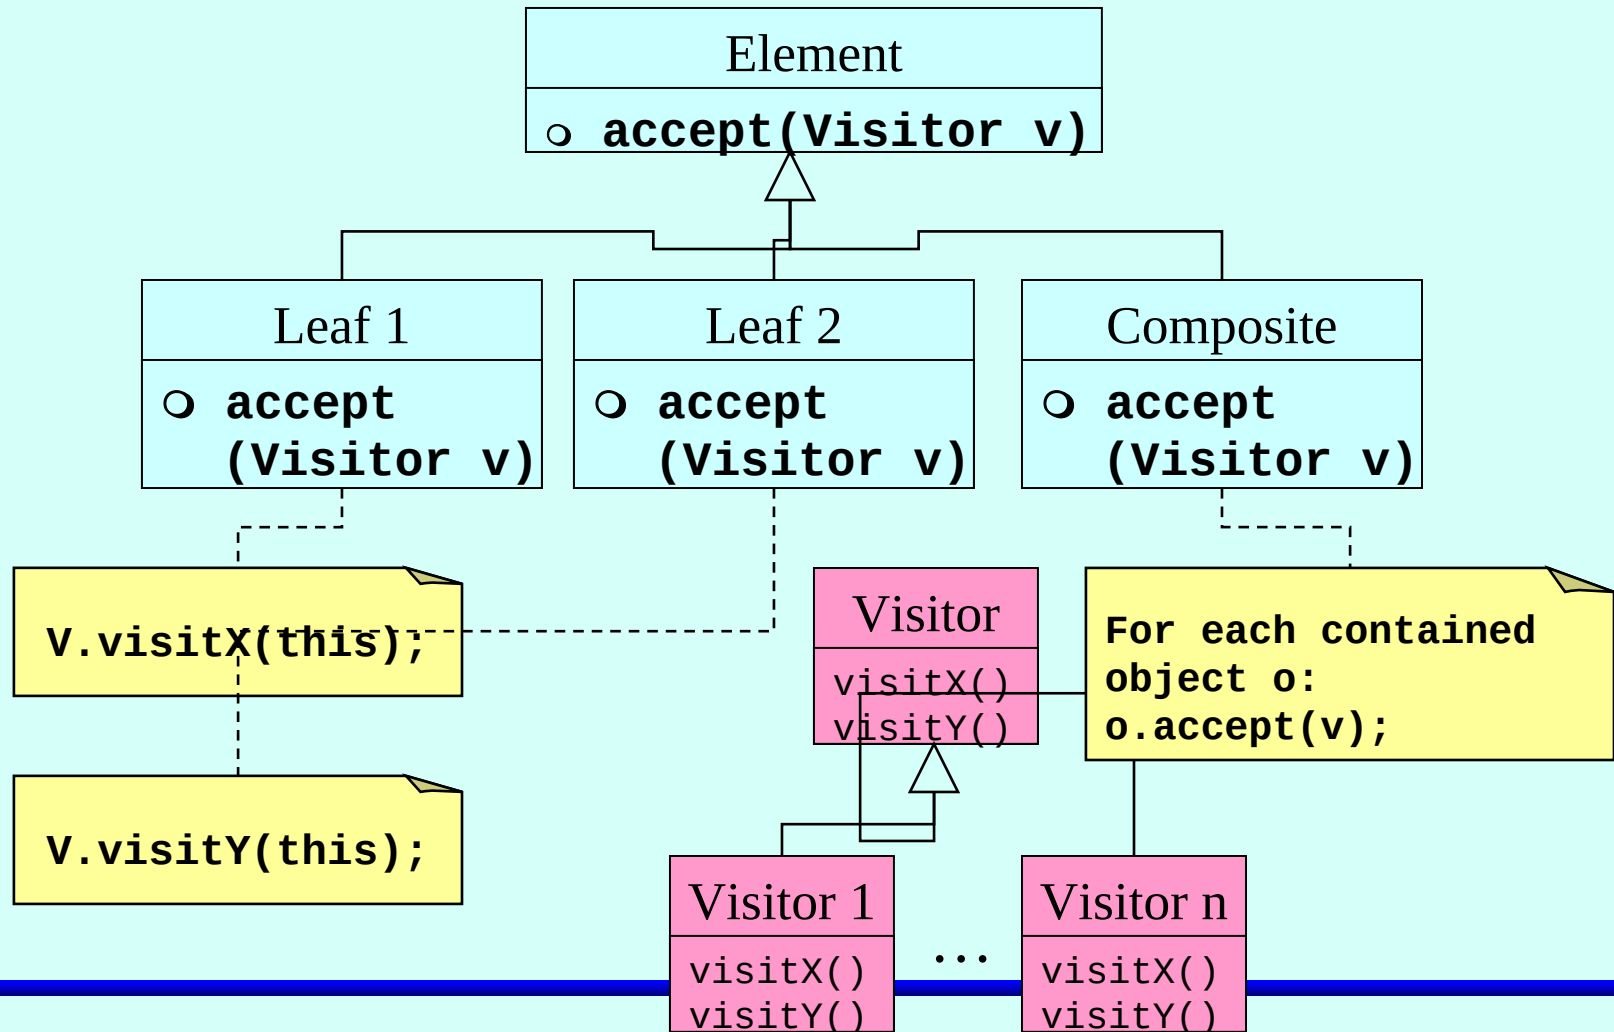 Element
accept(Visitor v)
Leaf 1
accept
(Visitor v)
Leaf 2
accept
(Visitor v)
Composite
accept
(Visitor v)
V.visitX(this);
V.visitY(this);
Visitor
visitX()
visitY()
For each contained
object o:
o.accept(v);
Visitor 1
visitX()
visitY()
...
Visitor n
visitX()
visitY()